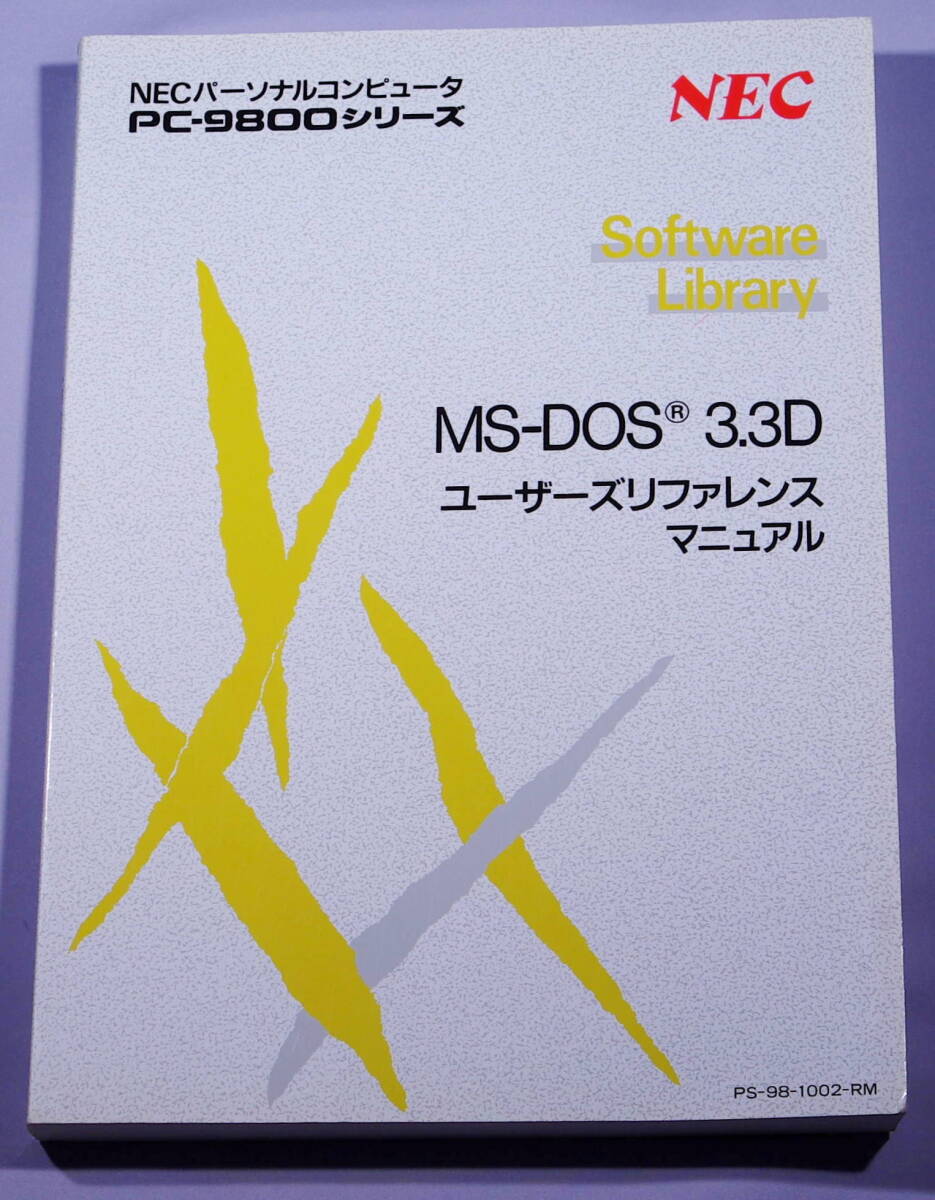 NECパーソナルコンピュータ
PC-9800シリーズ
NEC
Software
Library
MS-DOS® 3.3D
ユーザーズリファレンス
マニュアル
PS-98-1002-RM